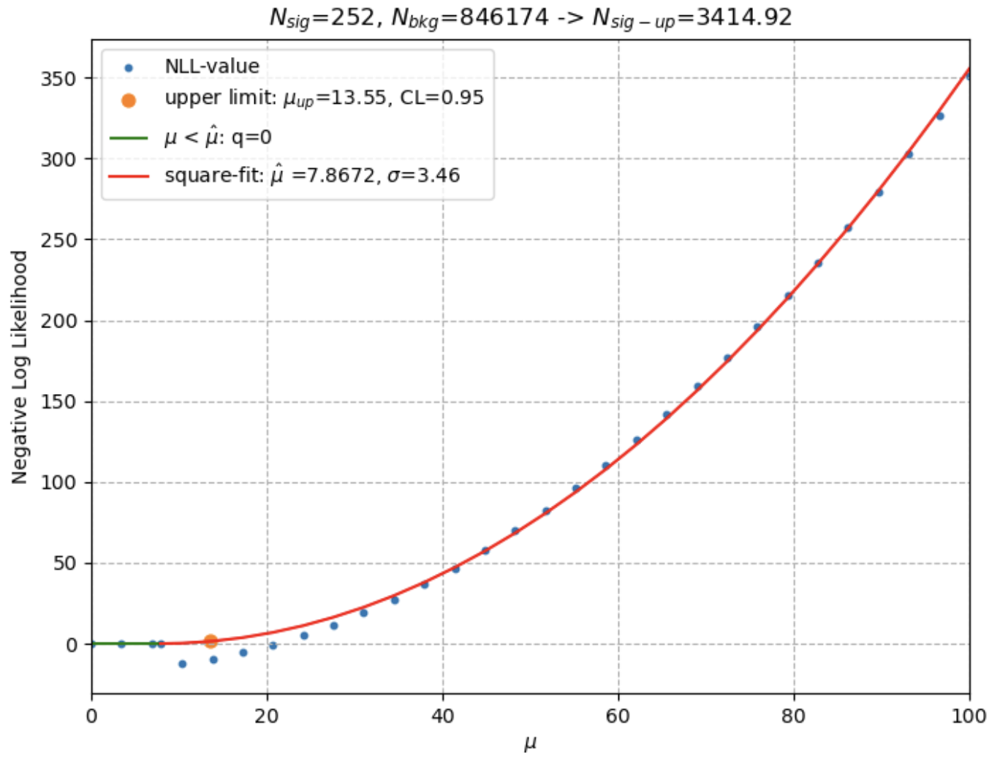 N_sig=252, N_bkg=846174 -> N_sig−up=3414.92
NLL-value
upper limit: μ_up=13.55, CL=0.95
μ < μ̂: q=0
square-fit: μ̂ =7.8672, σ=3.46
350
300
250
200
150
100
50
0
Negative Log Likelihood
0 20 40 60 80 100
μ